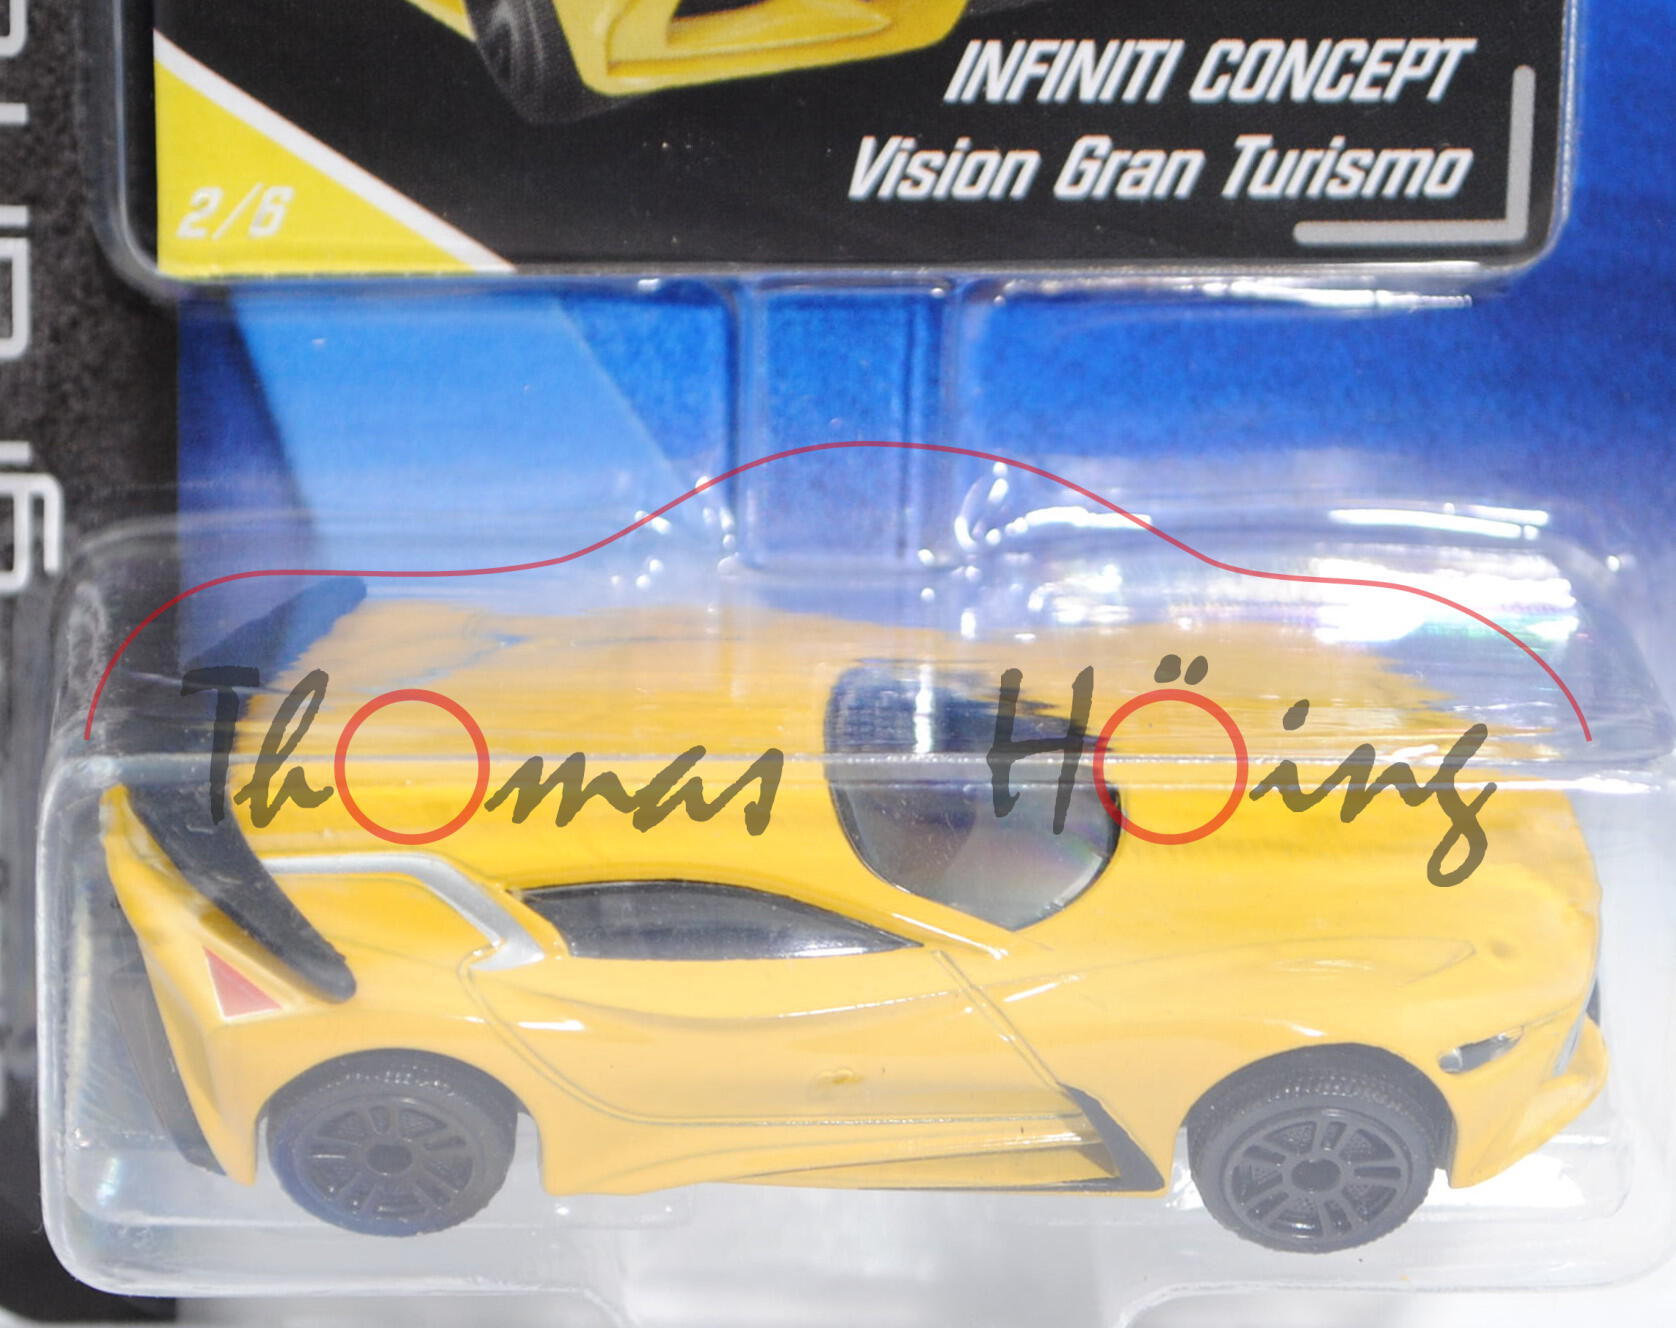 INFINITI CONCEPT
Vision Gran Turismo
2/6
Thomas Höing